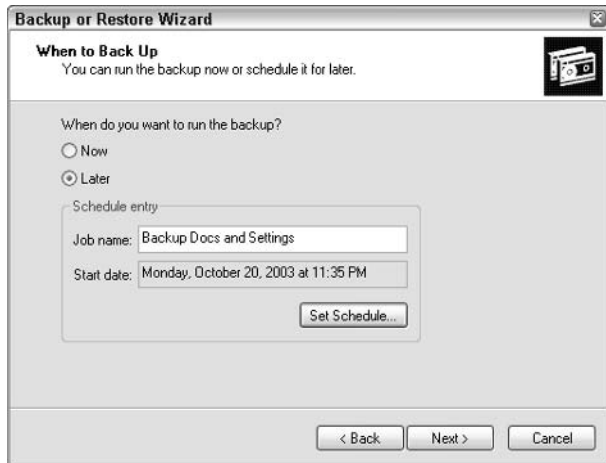 Backup or Restore Wizard
When to Back Up
You can run the backup now or schedule it for later.
When do you want to run the backup?
Now
Later
Schedule entry
Job name: Backup Docs and Settings
Start date: Monday, October 20, 2003 at 11:35 PM
Set Schedule...
< Back Next > Cancel